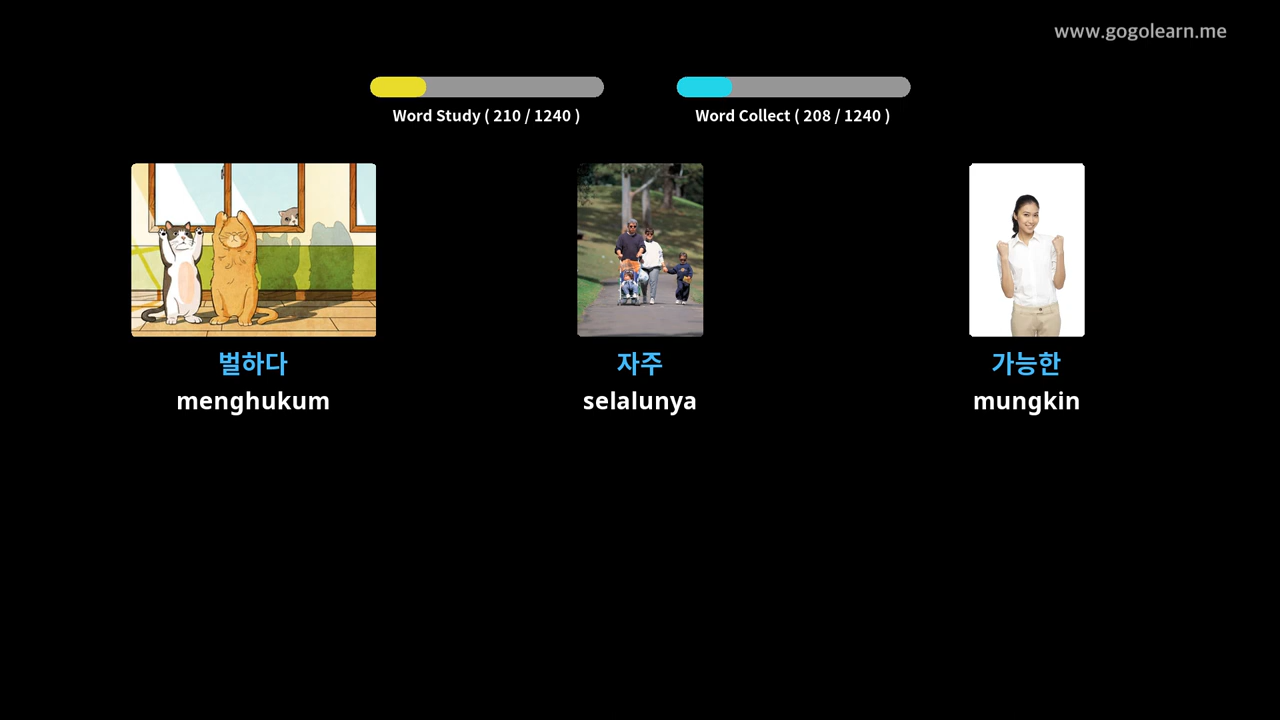 www.gogolearn.me
Word Study ( 210 / 1240 )
Word Collect ( 208 / 1240 )
벌하다
menghukum
자주
selalunya
가능한
mungkin